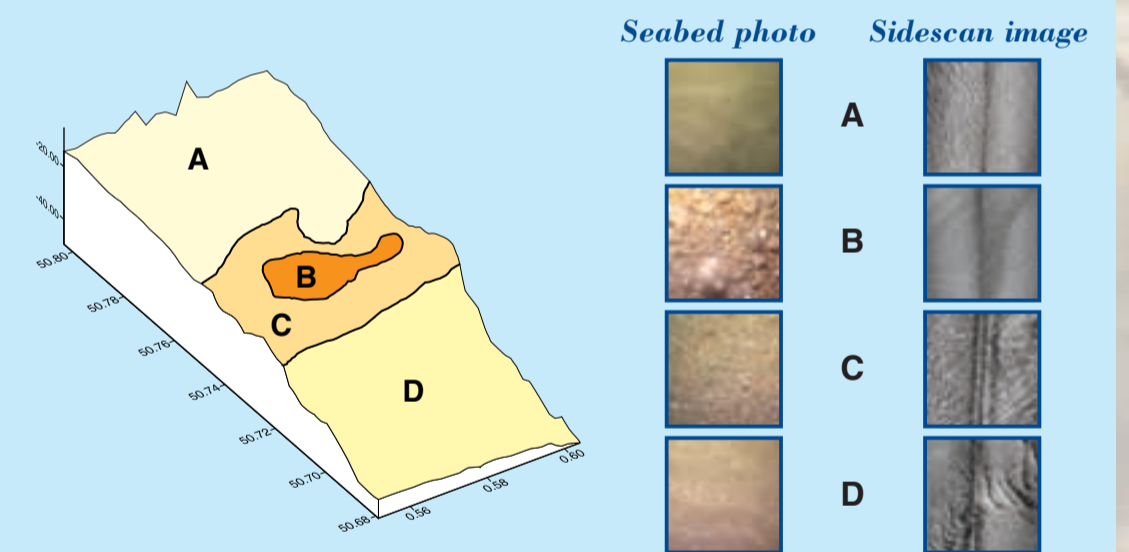 Seabed photo
Sidescan image
A
B
C
D
-20.00
-40.00
50.80
50.78
50.76
50.74
50.72
50.70
50.68
0.56
0.58
0.60
A
B
C
D